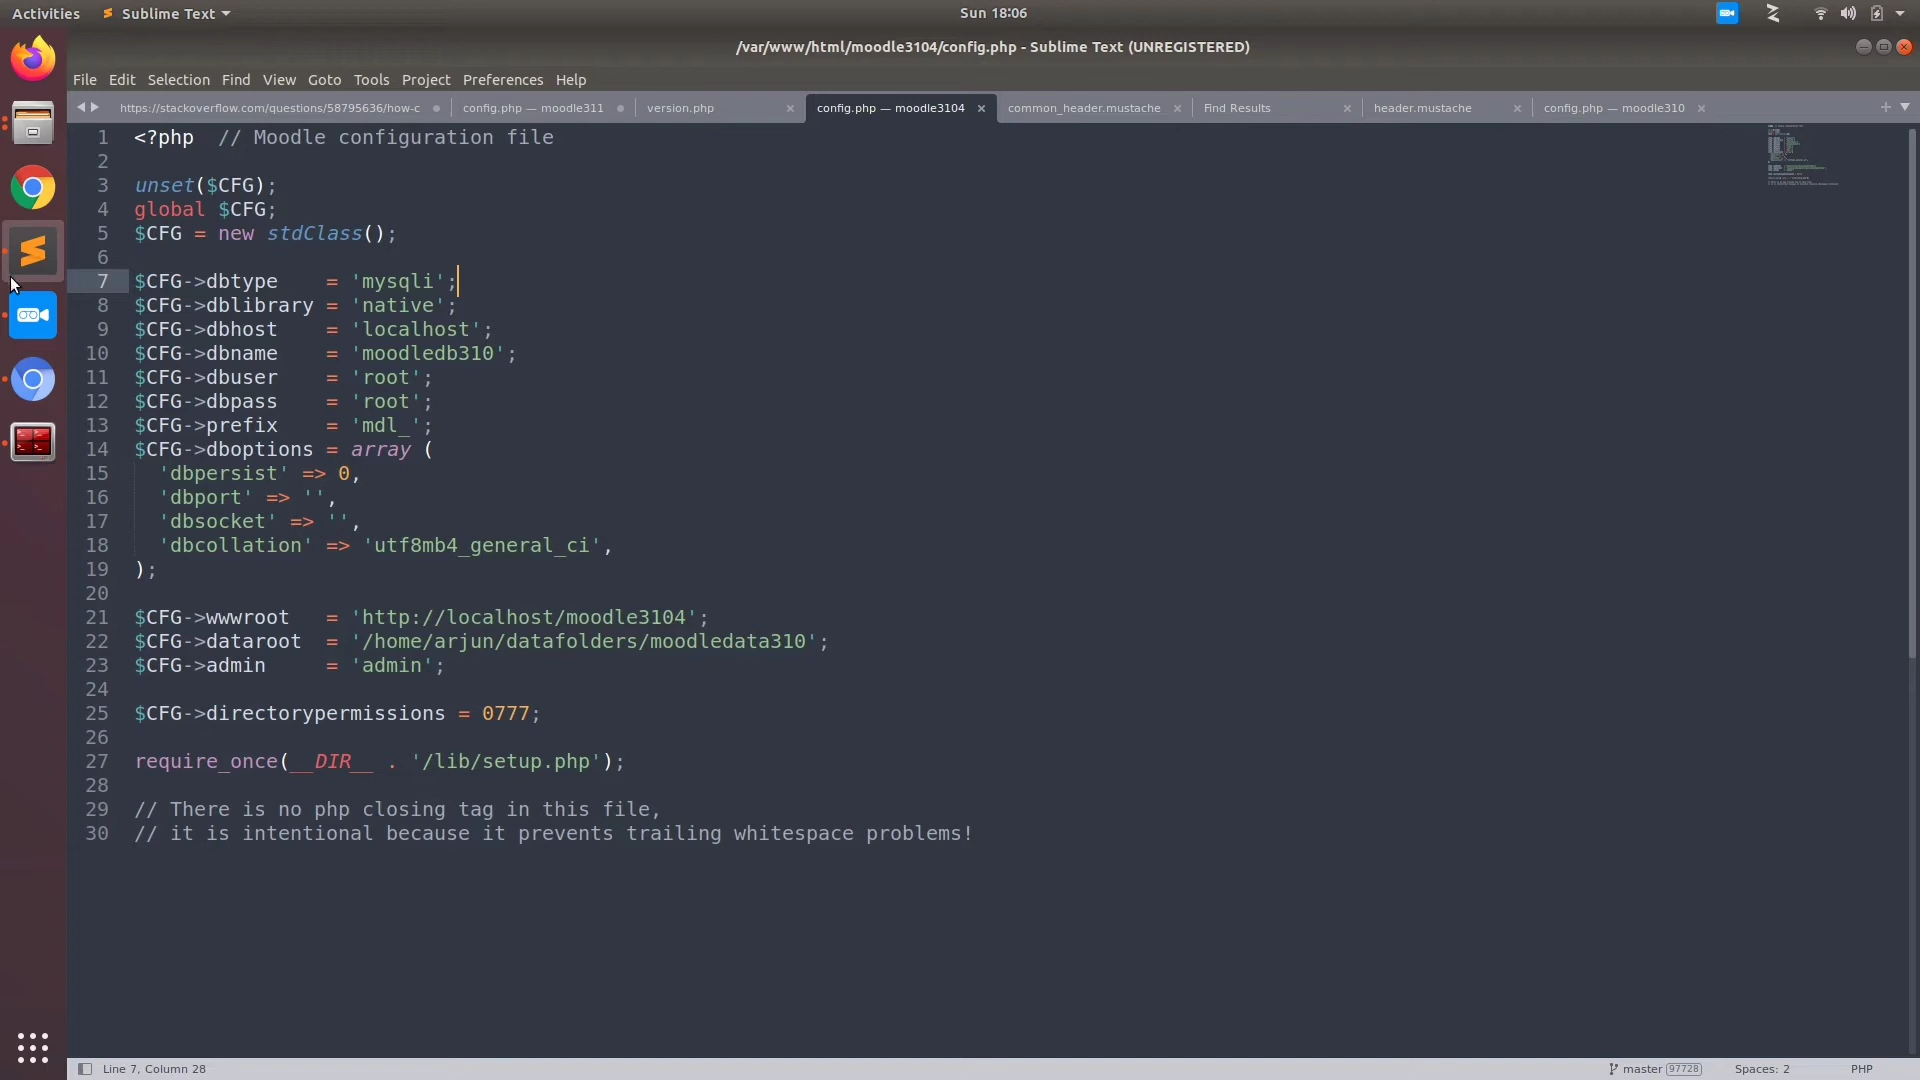 Activities
Sublime Text
Sun 18:06
/var/www/html/moodle3104/config.php - Sublime Text (UNREGISTERED)
File Edit Selection Find View Goto Tools Project Preferences Help
https://stackoverflow.com/questions/58795636/how-c
config.php — moodle311
version.php
config.php — moodle3104
common_header.mustache
Find Results
header.mustache
config.php — moodle310
1 <?php  // Moodle configuration file
2
3 unset($CFG);
4 global $CFG;
5 $CFG = new stdClass();
6
7 $CFG->dbtype    = 'mysqli';
8 $CFG->dblibrary = 'native';
9 $CFG->dbhost    = 'localhost';
10 $CFG->dbname    = 'moodledb310';
11 $CFG->dbuser    = 'root';
12 $CFG->dbpass    = 'root';
13 $CFG->prefix    = 'mdl_';
14 $CFG->dboptions = array (
15   'dbpersist' => 0,
16   'dbport' => '',
17   'dbsocket' => '',
18   'dbcollation' => 'utf8mb4_general_ci',
19 );
20
21 $CFG->wwwroot   = 'http://localhost/moodle3104';
22 $CFG->dataroot  = '/home/arjun/datafolders/moodledata310';
23 $CFG->admin     = 'admin';
24
25 $CFG->directorypermissions = 0777;
26
27 require_once(__DIR__ . '/lib/setup.php');
28
29 // There is no php closing tag in this file,
30 // it is intentional because it prevents trailing whitespace problems!
Line 7, Column 28
master 97728
Spaces: 2
PHP